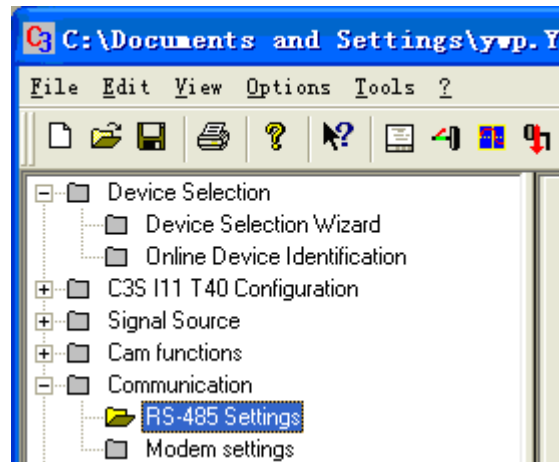 C3 C:\Documents and Settings\ywp.Y
File Edit View Options Tools ?
Device Selection
Device Selection Wizard
Online Device Identification
C3S I11 T40 Configuration
Signal Source
Cam functions
Communication
RS-485 Settings
Modem settings